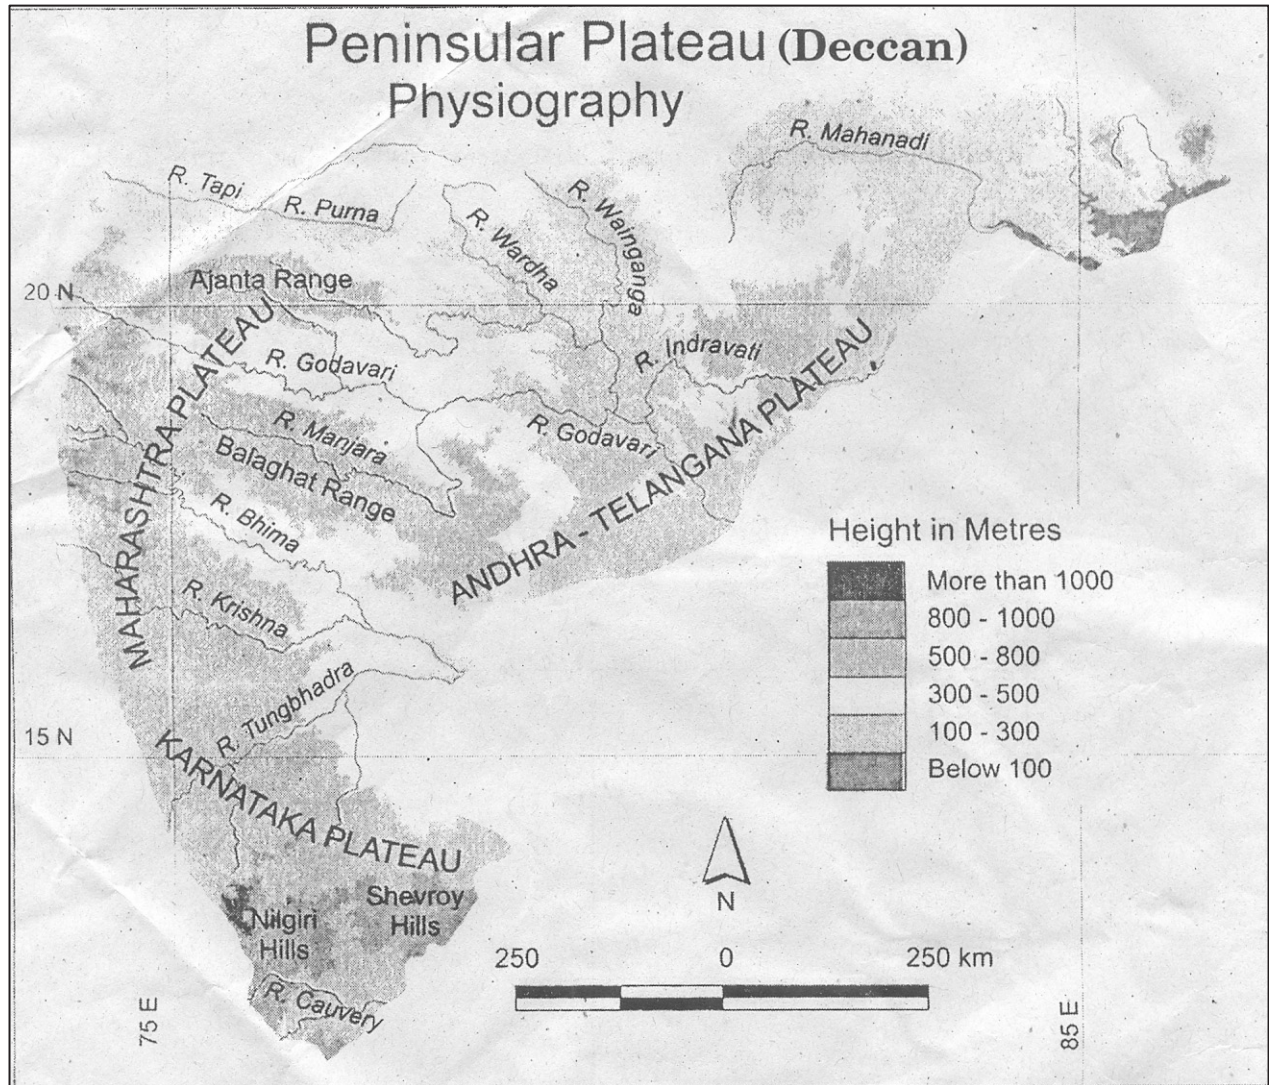 Peninsular Plateau (Deccan)
Physiography
R. Mahanadi
R. Tapi
R. Purna
R. Wardha
R. Wainganga
Ajanta Range
20 N
R. Godavari
R. Indravati
MAHARASHTRA PLATEAU
R. Manjara
R. Godavari
Balaghat Range
ANDHRA - TELANGANA PLATEAU
R. Bhima
R. Krishna
Height in Metres
More than 1000
800 - 1000
500 - 800
300 - 500
100 - 300
Below 100
R. Tungbhadra
15 N
KARNATAKA PLATEAU
Shevroy
Hills
Nilgiri
Hills
N
250 0 250 km
R. Cauvery
75 E
85 E